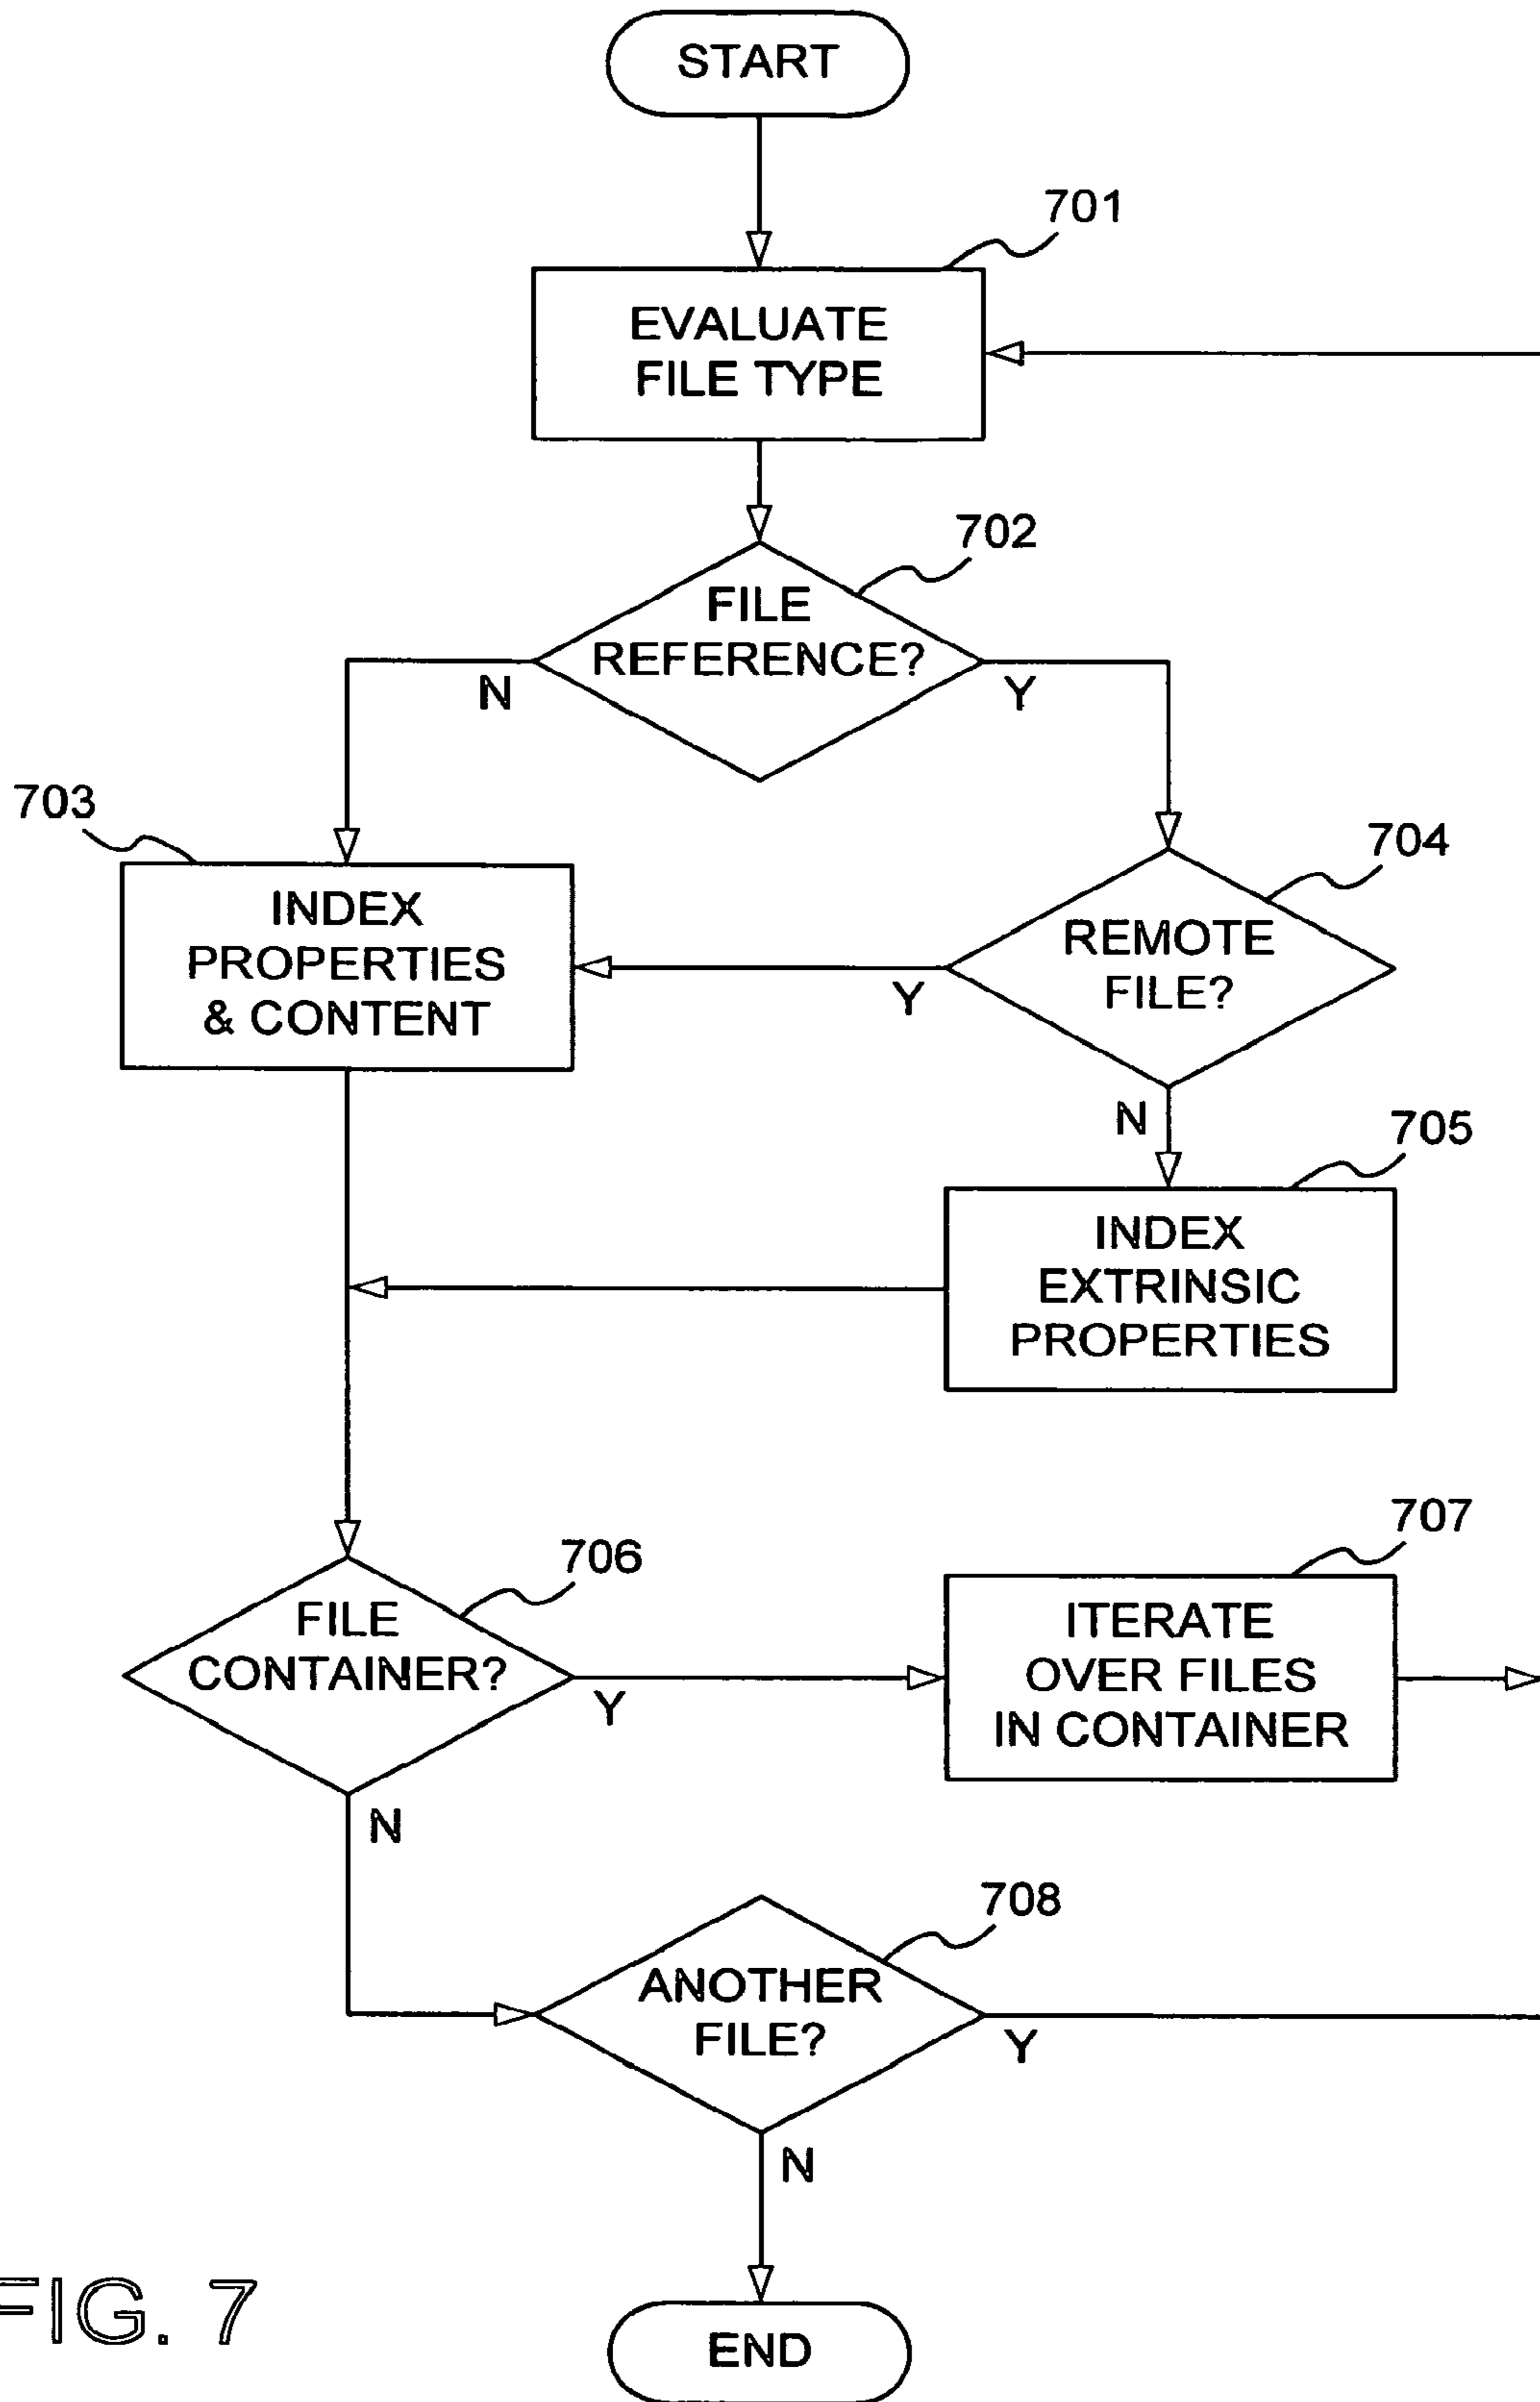 START
701
EVALUATE
FILE TYPE
702
FILE
REFERENCE?
N
Y
703
INDEX
PROPERTIES
& CONTENT
704
REMOTE
FILE?
Y
N
705
INDEX
EXTRINSIC
PROPERTIES
706
FILE
CONTAINER?
Y
N
707
ITERATE
OVER FILES
IN CONTAINER
708
ANOTHER
FILE?
Y
N
FIG. 7
END